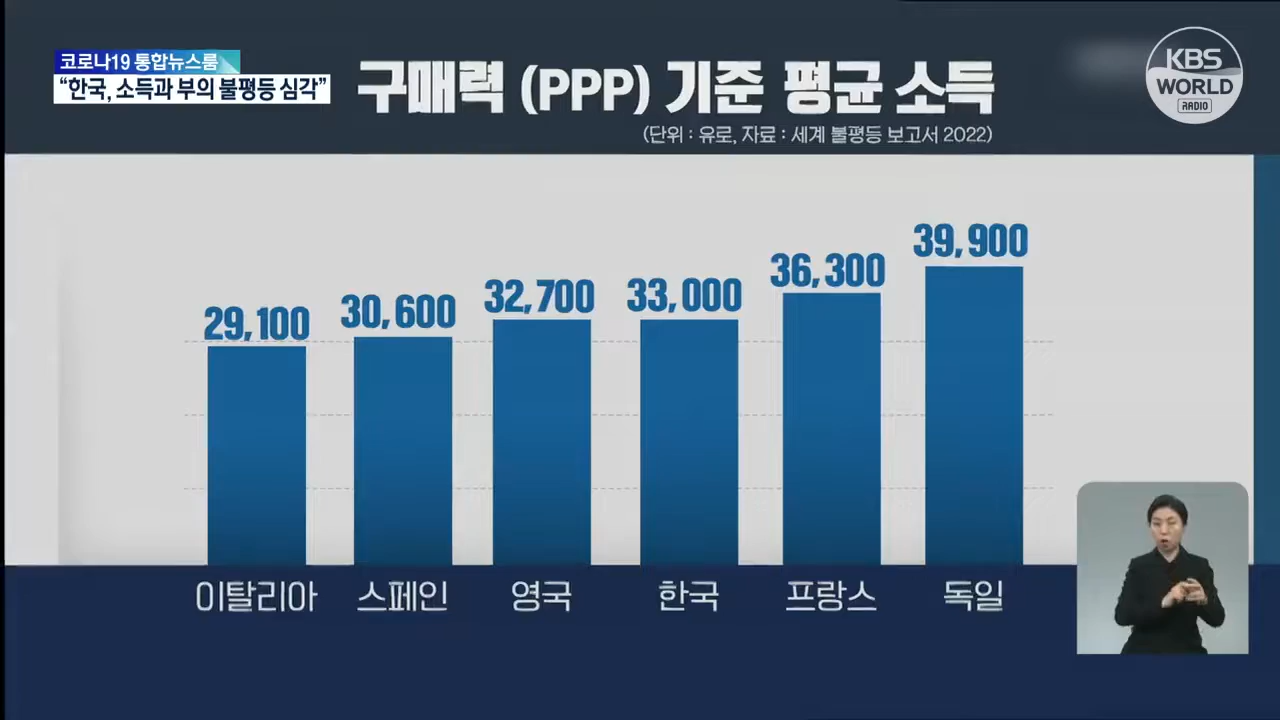 코로나19 통합뉴스룸
“한국, 소득과 부의 불평등 심각”
구매력 (PPP) 기준 평균 소득
(단위 : 유로, 자료 : 세계 불평등 보고서 2022)
KBS
WORLD
RADIO
29,100
30,600
32,700
33,000
36,300
39,900
이탈리아
스페인
영국
한국
프랑스
독일